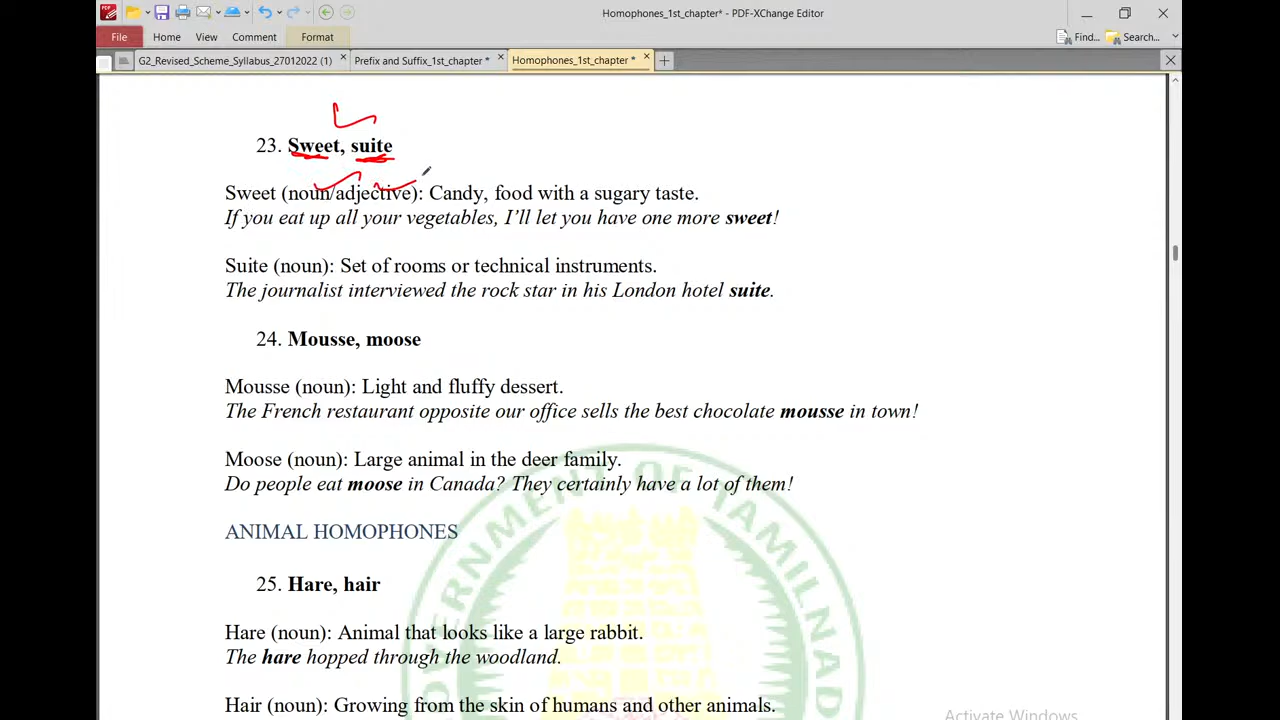 Homophones_1st_chapter* - PDF-XChange Editor
File Home View Comment Format Find... Search...
G2_Revised_Scheme_Syllabus_27012022 (1) Prefix and Suffix_1st_chapter * Homophones_1st_chapter *
23. Sweet, suite
Sweet (noun/adjective): Candy, food with a sugary taste.
If you eat up all your vegetables, I’ll let you have one more sweet!
Suite (noun): Set of rooms or technical instruments.
The journalist interviewed the rock star in his London hotel suite.
24. Mousse, moose
Mousse (noun): Light and fluffy dessert.
The French restaurant opposite our office sells the best chocolate mousse in town!
Moose (noun): Large animal in the deer family.
Do people eat moose in Canada? They certainly have a lot of them!
ANIMAL HOMOPHONES
25. Hare, hair
Hare (noun): Animal that looks like a large rabbit.
The hare hopped through the woodland.
Hair (noun): Growing from the skin of humans and other animals.
GOVERNMENT OF TAMILNAD
Activate Windows